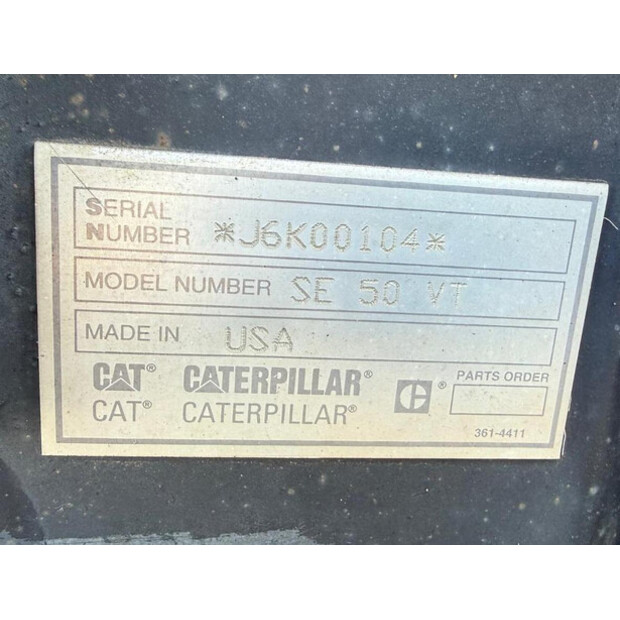 SERIAL
NUMBER *J6K00104*
MODEL NUMBER SE 50 VT
MADE IN USA
CAT® CATERPILLAR® C® PARTS ORDER
CAT® CATERPILLAR®
361-4411